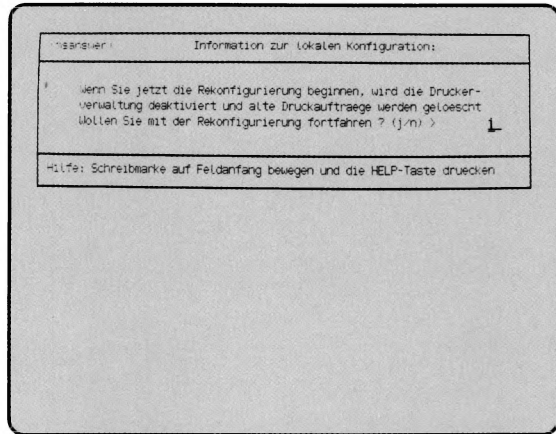 Information zur lokalen Konfiguration:
Wenn Sie jetzt die Rekonfigurierung beginnen, wird die Drucker-
verwaltung deaktiviert und alte Druckauftraege werden geloescht
Wollen Sie mit der Rekonfigurierung fortfahren ? (j/n) > 1
Hilfe: Schreibmarke auf Feldanfang bewegen und die HELP-Taste druecken